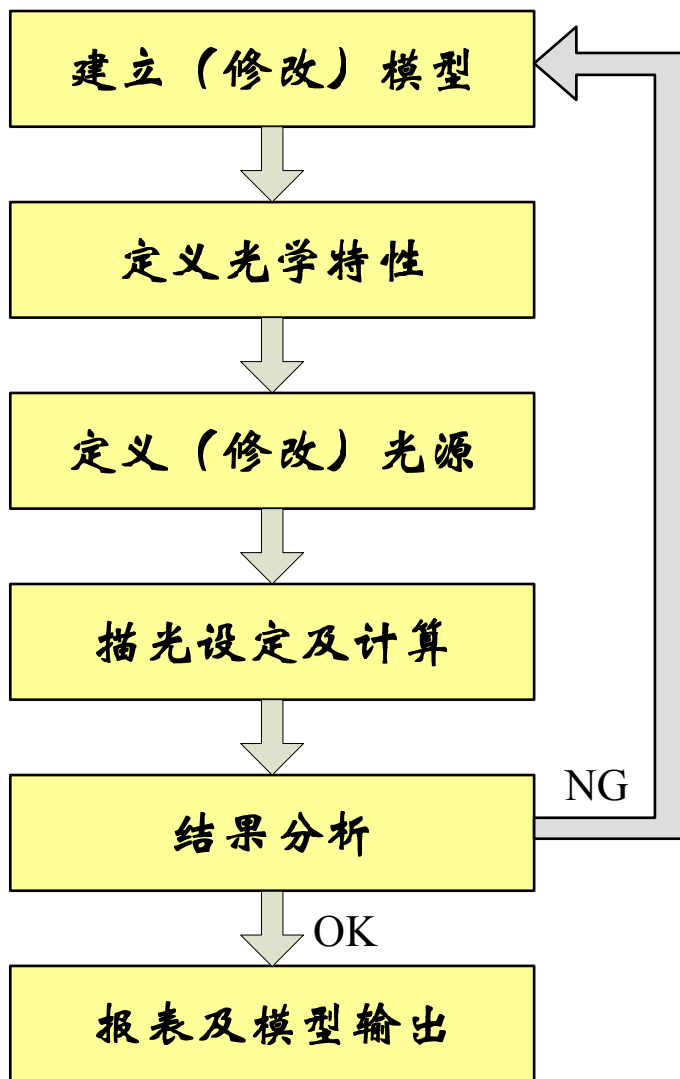 建立（修改）模型
定义光学特性
定义（修改）光源
描光设定及计算
结果分析
NG
OK
报表及模型输出